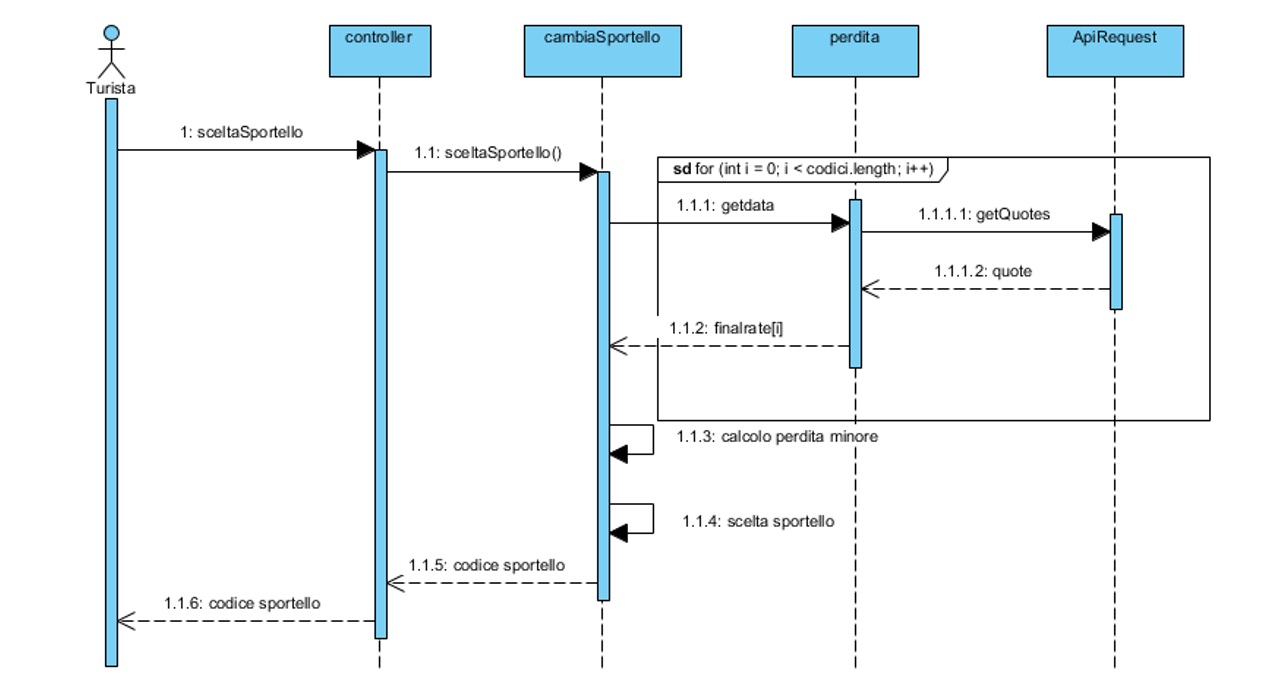 controller
cambiaSportello
perdita
ApiRequest
Turista
1: sceltaSportello
1.1: sceltaSportello()
sd for (int i = 0; i < codici.length; i++)
1.1.1: getdata
1.1.1.1: getQuotes
1.1.1.2: quote
1.1.2: finalrate[i]
1.1.3: calcolo perdita minore
1.1.4: scelta sportello
1.1.5: codice sportello
1.1.6: codice sportello